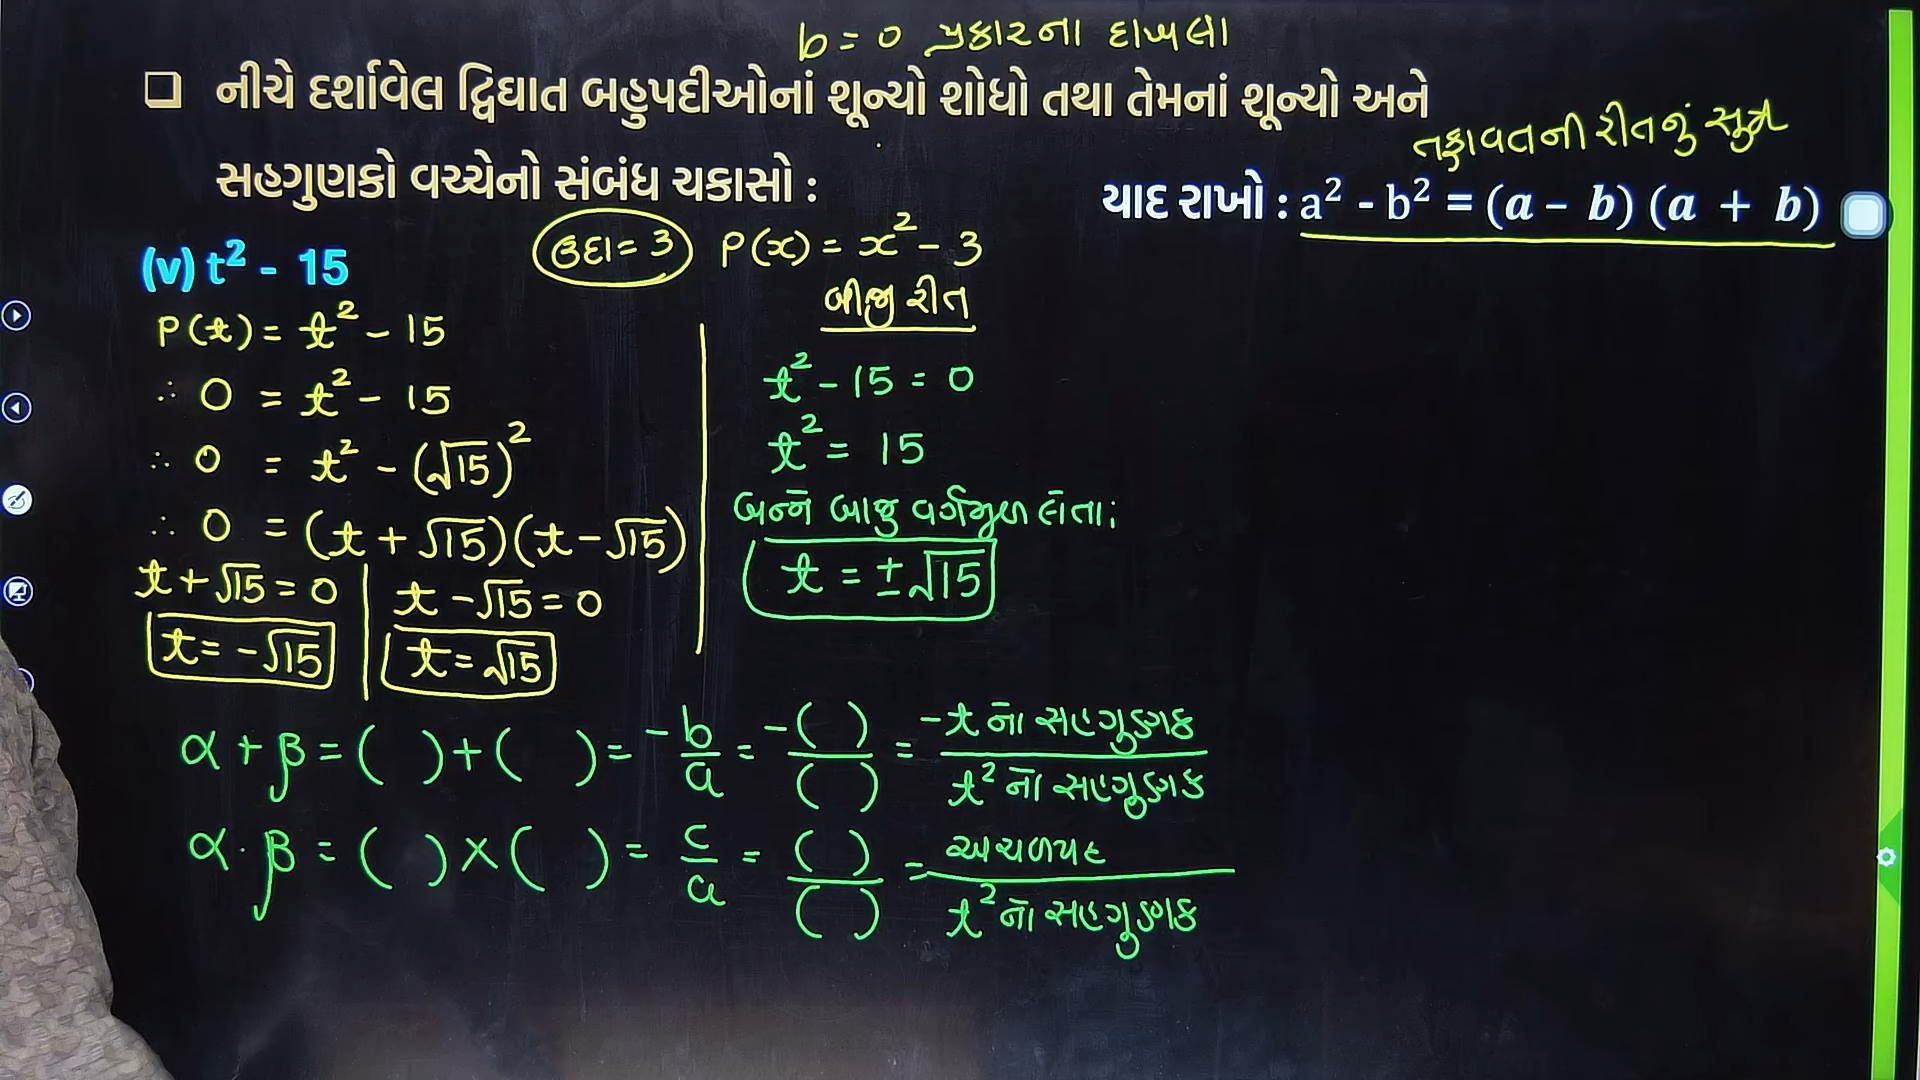 b = 0 પ્રકારના દાખલા
❑ નીચે દર્શાવેલ દ્વિઘાત બહુપદીઓનાં શૂન્યો શોધો તથા તેમનાં શૂન્યો અને
સહગુણકો વચ્ચેનો સંબંધ ચકાસો :
તફાવતની રીતનું સુત્ર
યાદ રાખો : a² - b² = (a - b) (a + b)
(v) t² - 15
ઉદા = 3 P(x) = x² - 3
P(t) = t² - 15
∴ 0 = t² - 15
∴ 0 = t² - (√15)²
∴ 0 = (t + √15)(t - √15)
t + √15 = 0 | t - √15 = 0
t = -√15 | t = √15
બીજી રીત
t² - 15 = 0
t² = 15
બન્ને બાજુ વર્ગમૂળ લેતા;
t = ±√15
α + β = ( ) + ( ) = -b/a = -( )/( ) = -t નો સહગુણક/t² નો સહગુણક
α · β = ( ) × ( ) = c/a = ( )/( ) = અચળપદ/t² નો સહગુણક